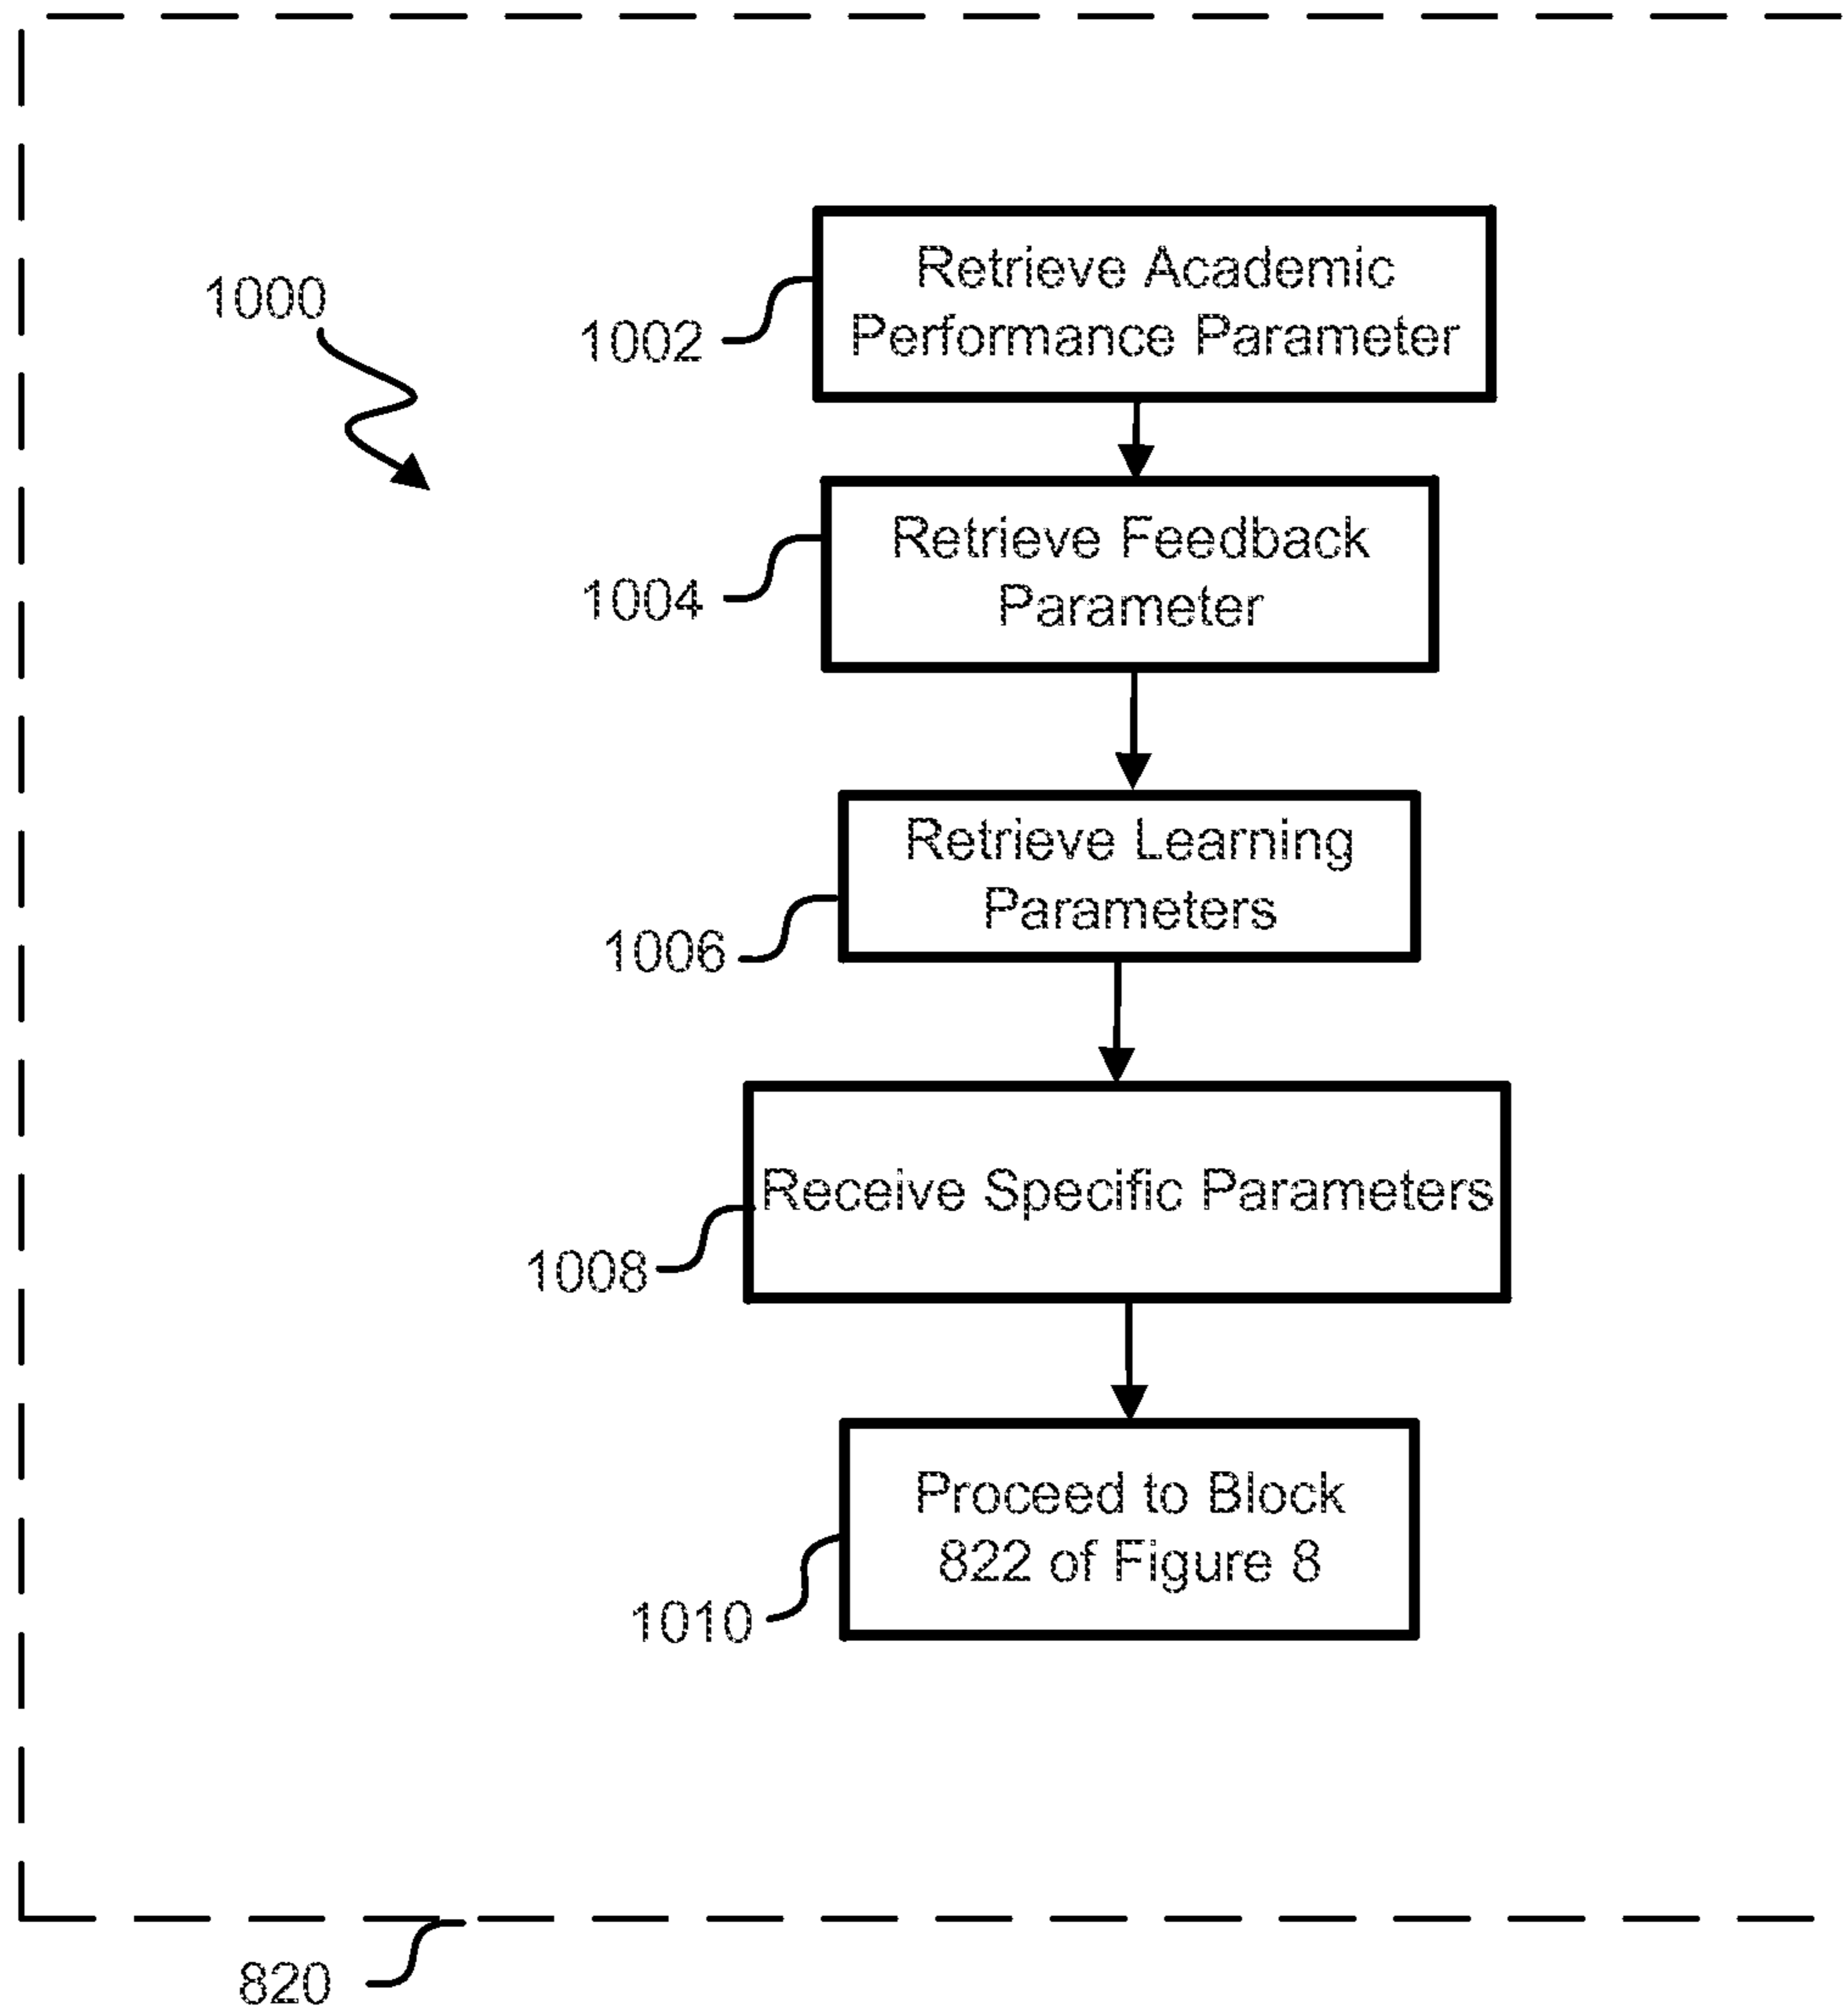 1000
1002
Retrieve Academic
Performance Parameter
1004
Retrieve Feedback
Parameter
1006
Retrieve Learning
Parameters
1008
Receive Specific Parameters
1010
Proceed to Block
822 of Figure 8
820